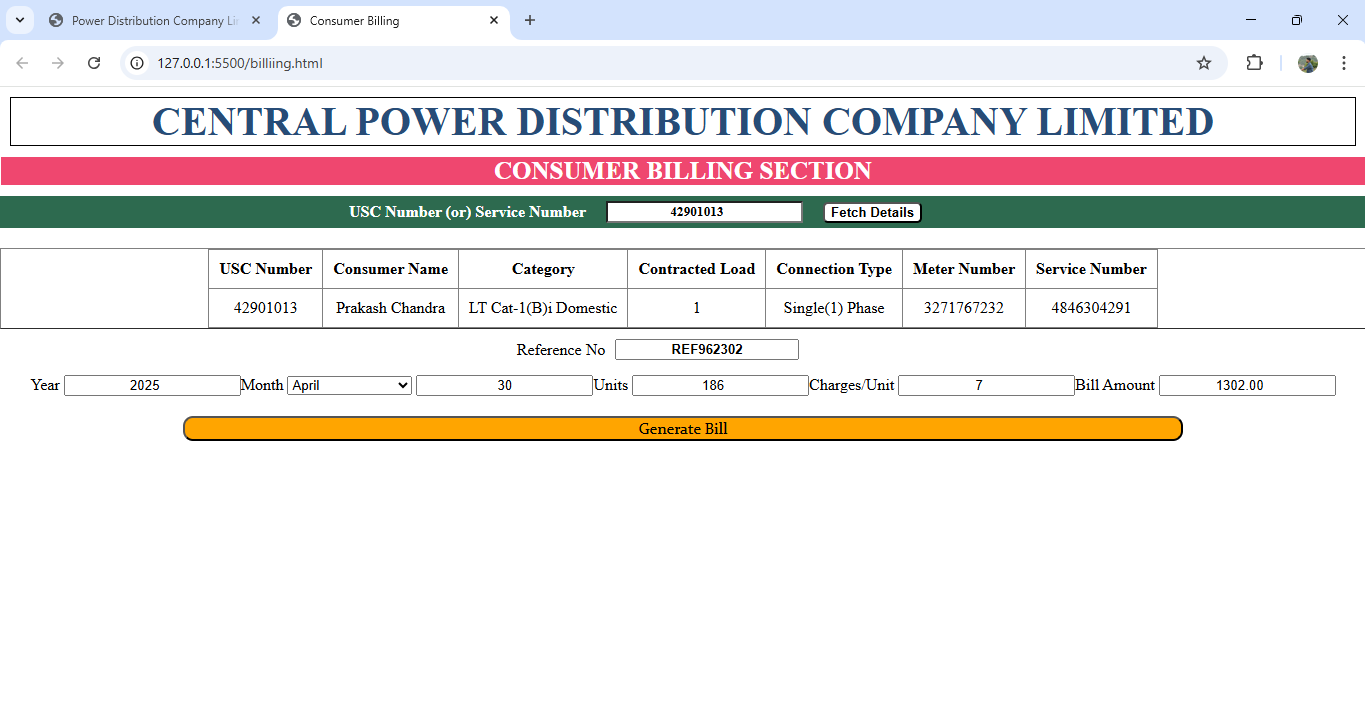 Power Distribution Company Li
Consumer Billing
127.0.0.1:5500/billiing.html
CENTRAL POWER DISTRIBUTION COMPANY LIMITED
CONSUMER BILLING SECTION
USC Number (or) Service Number 42901013 Fetch Details
USC Number Consumer Name Category Contracted Load Connection Type Meter Number Service Number
42901013 Prakash Chandra LT Cat-1(B)i Domestic 1 Single(1) Phase 3271767232 4846304291
Reference No REF962302
Year 2025 Month April 30 Units 186 Charges/Unit 7 Bill Amount 1302.00
Generate Bill